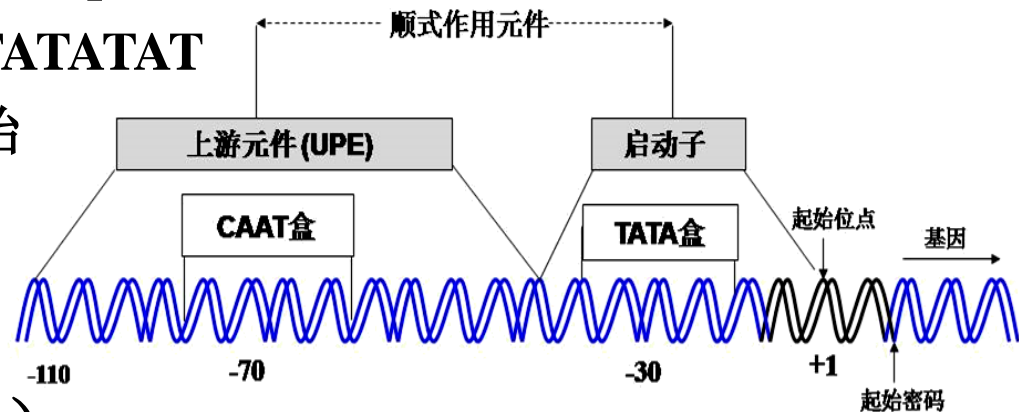 顺式作用元件
TATATAT
始
上游元件(UPE)
启动子
CAAT盒
TATA盒
起始位点
基因
-110
-70
-30
+1
起始密码
)